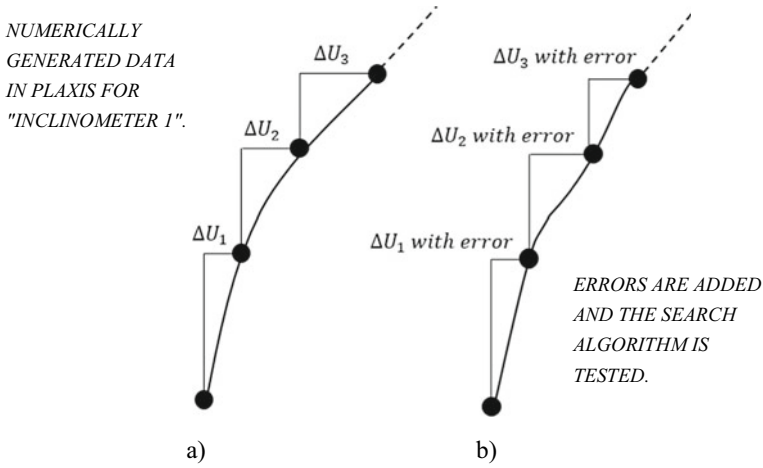 NUMERICALLY
GENERATED DATA
IN PLAXIS FOR
"INCLINOMETER 1".
ΔU₃
ΔU₂
ΔU₁
a)
ΔU₃ with error
ΔU₂ with error
ΔU₁ with error
ERRORS ARE ADDED
AND THE SEARCH
ALGORITHM IS
TESTED.
b)